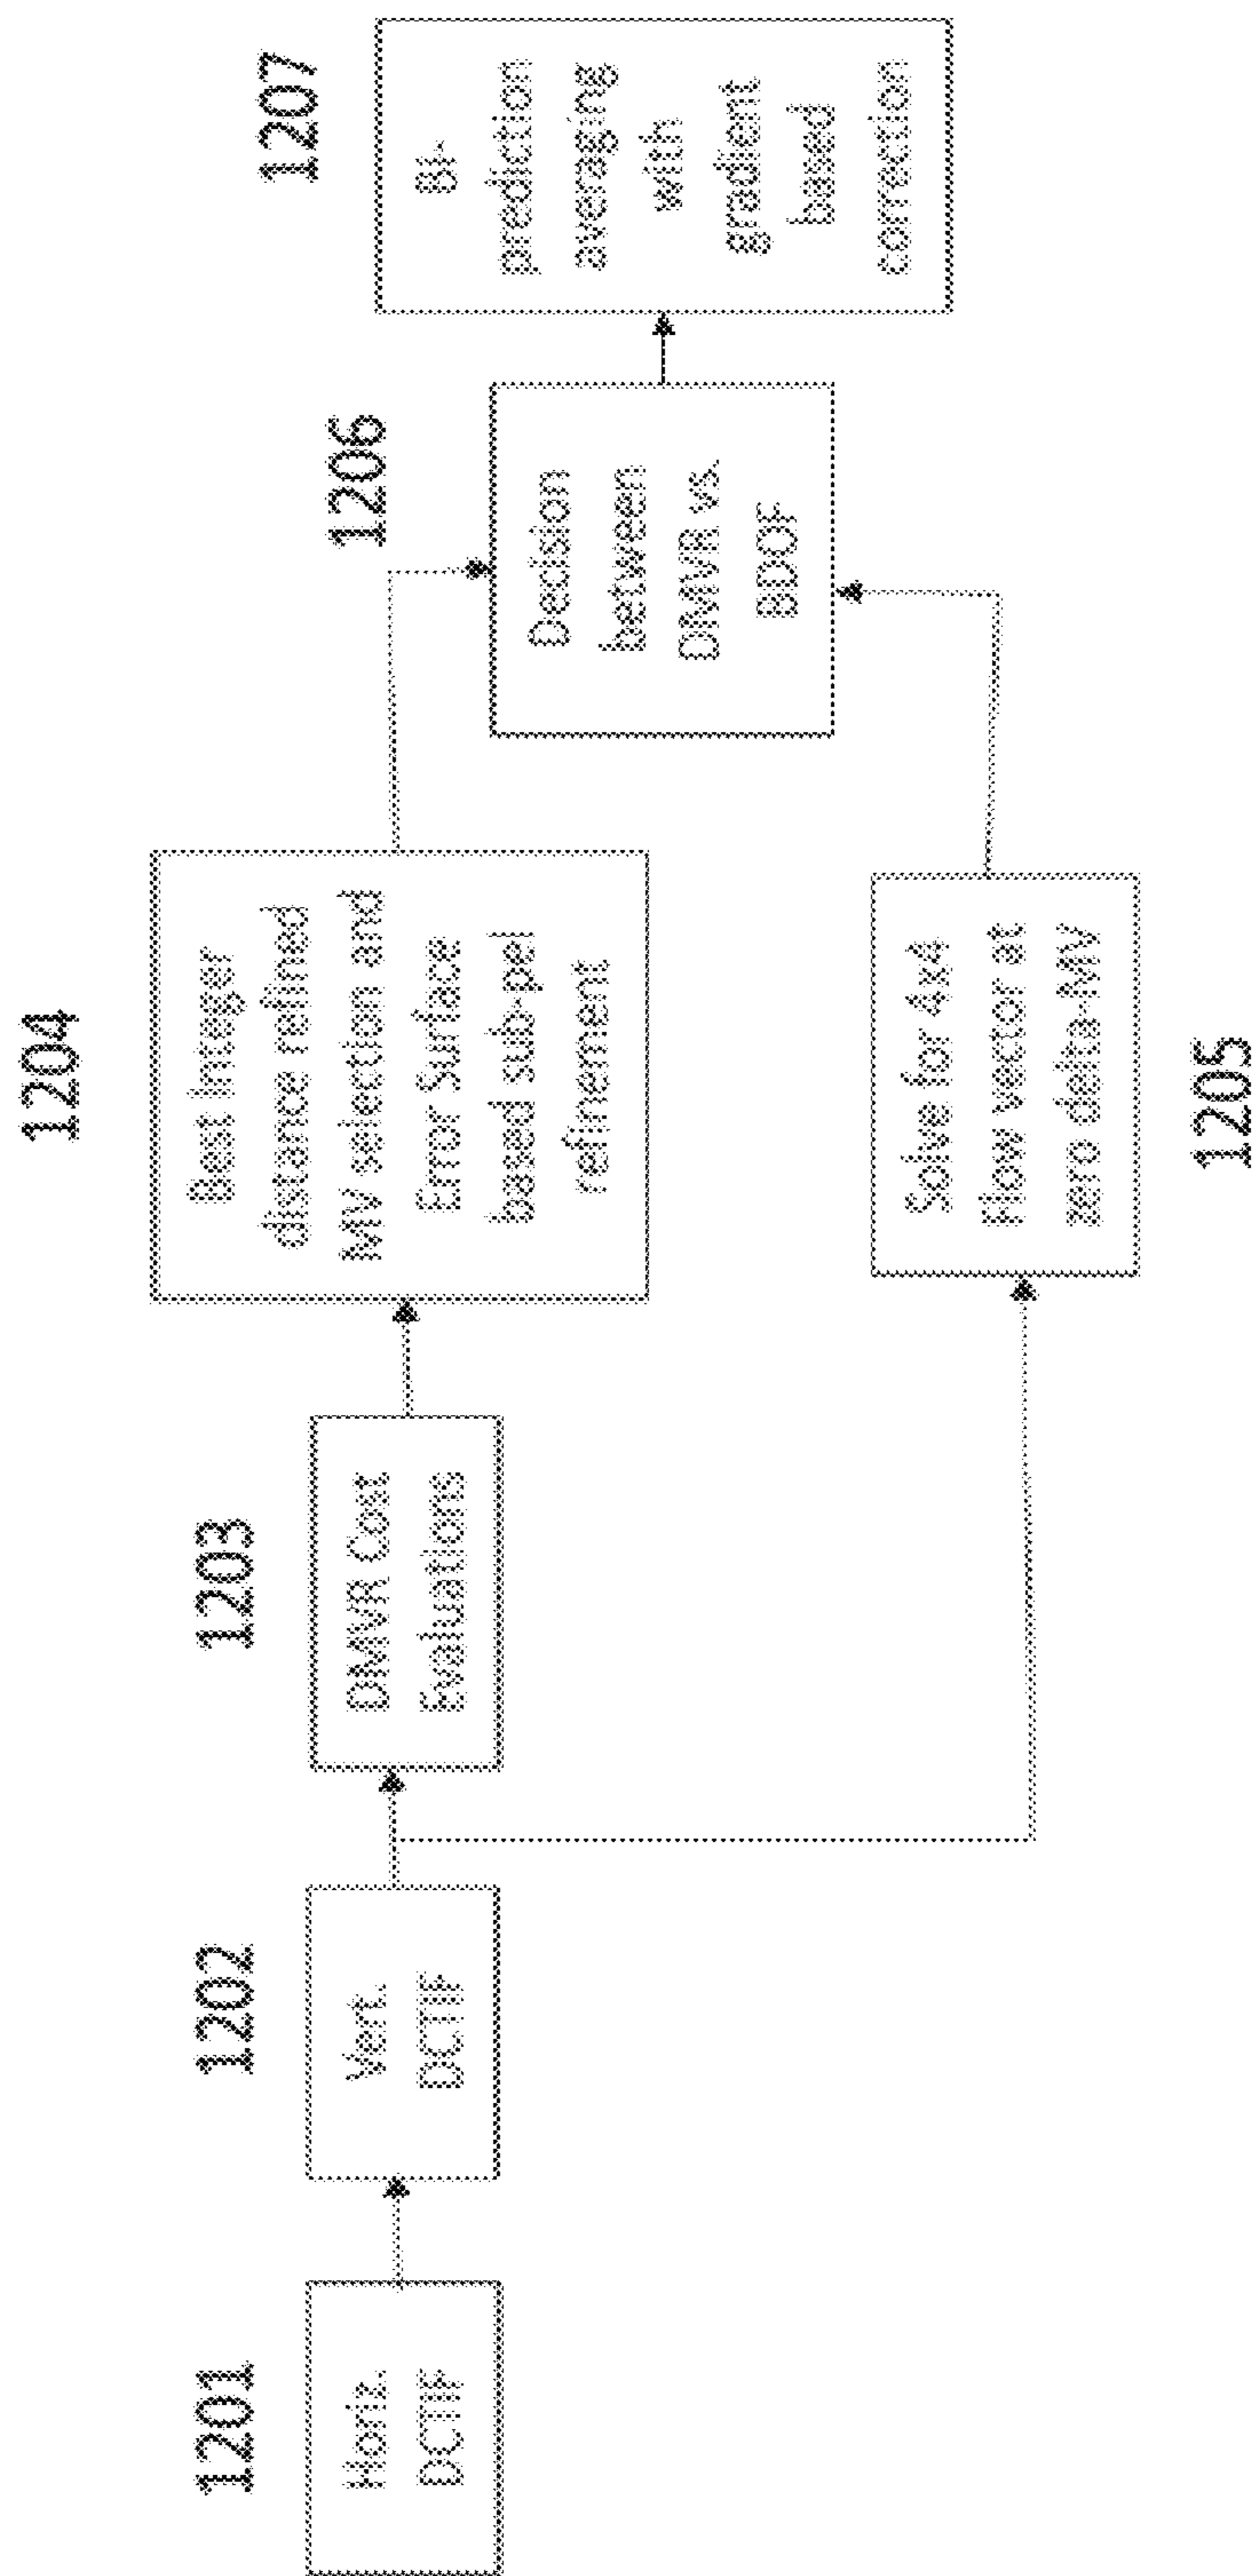 1201
Horiz.
DCTIF
1202
Vert.
DCTIF
1203
DMVR Cost
Evaluations
1204
Best Integer
distance refined
MV selection and
Error Surface
based sub-pel
refinement
1205
Solve for 4x4
Flow vector at
zero delta-MV
1206
Decision
between
DMVR vs.
BDOF
1207
Bi-
prediction
averaging
with
gradient
based
correction